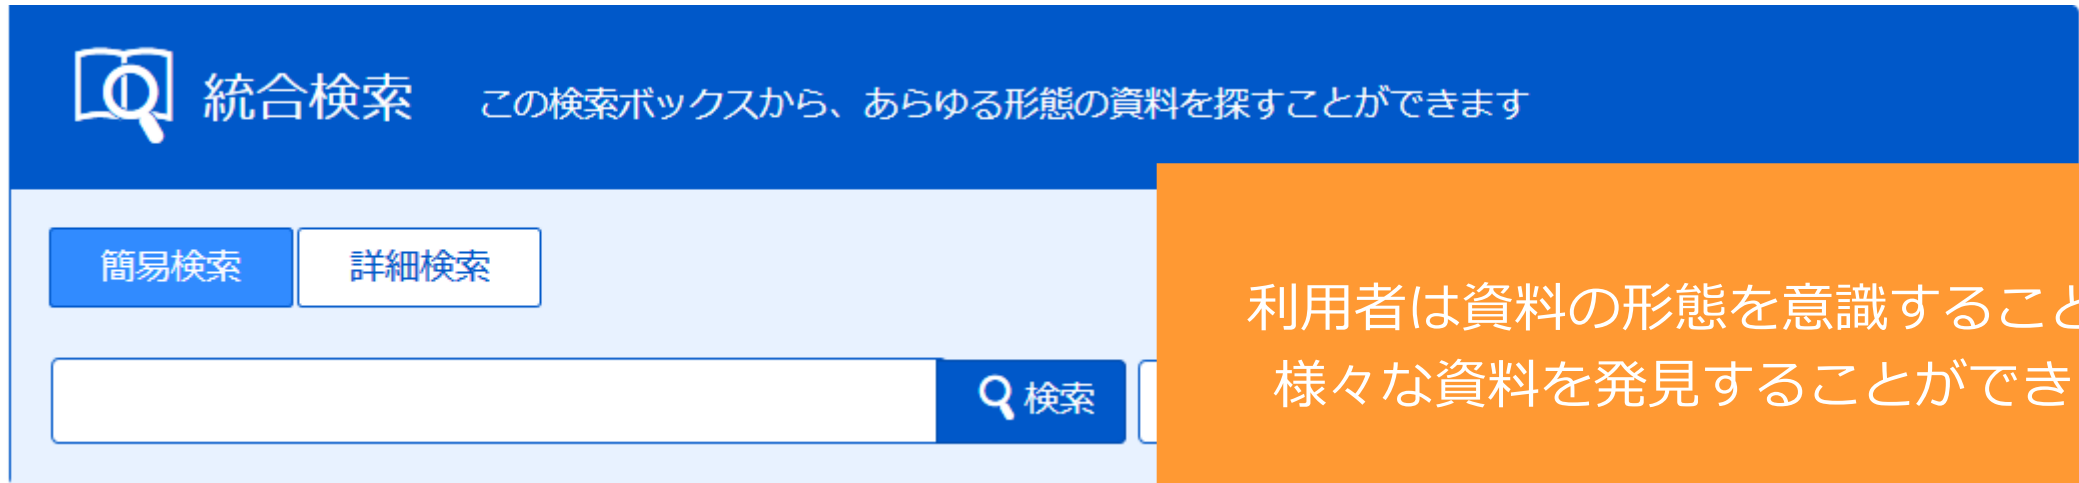 統合検索 この検索ボックスから、あらゆる形態の資料を探すことができます
簡易検索 詳細検索
利用者は資料の形態を意識すること
様々な資料を発見することができ
検索